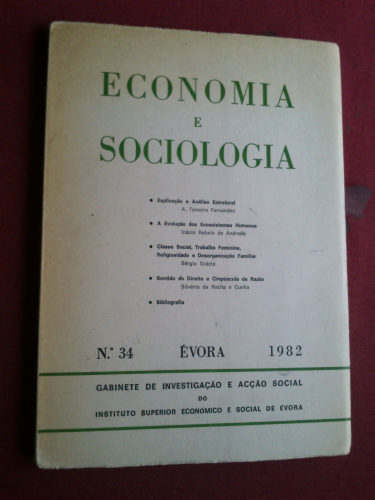 ECONOMIA
E
SOCIOLOGIA
• Explicação e Análise Estrutural
A. Teixeira Fernandes
• A Evolução dos Ecossistemas Humanos
Inácio Rebelo de Andrade
• Classe Social, Trabalho Feminino,
Religiosidade e Desorganização Familiar
Sérgio Grácio
• Sentido do Direito e Crepúsculo da Razão
Silvério da Rocha e Cunha
• Bibliografia
N.º 34 ÉVORA 1982
GABINETE DE INVESTIGAÇÃO E ACÇÃO SOCIAL
DO
INSTITUTO SUPERIOR ECONÓMICO E SOCIAL DE EVORA